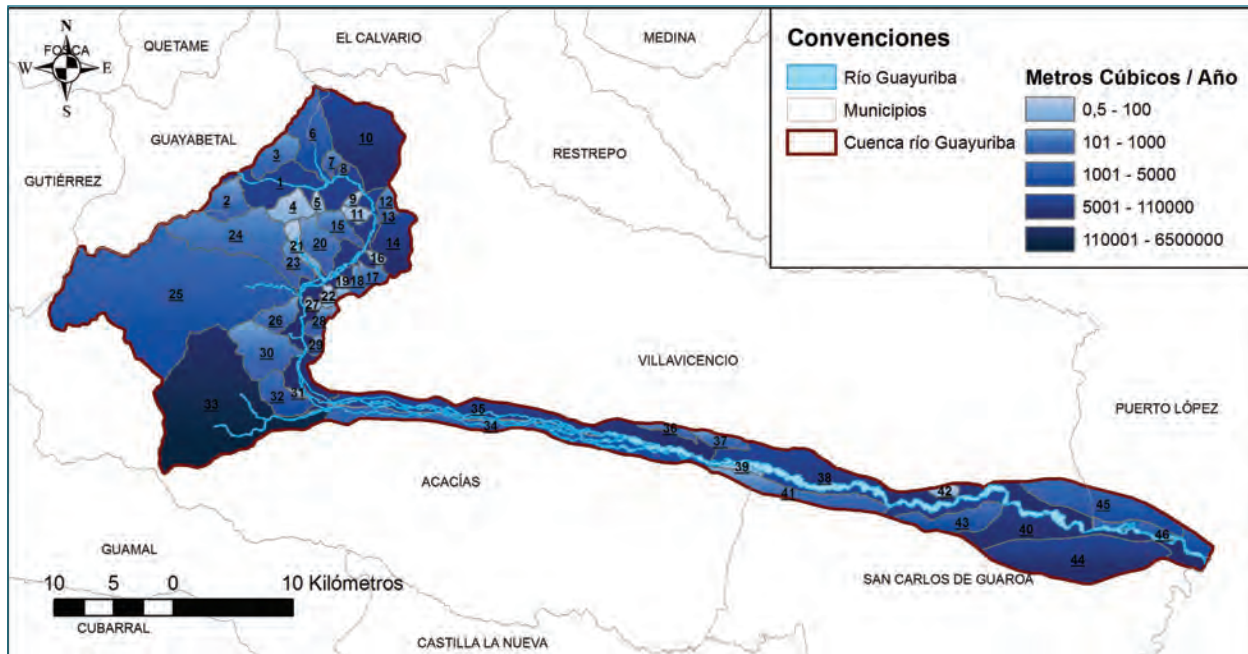 QUETAME
EL CALVARIO
MEDINA
FOSCA
N
W
E
S
GUAYABETAL
GUTIÉRREZ
RESTREPO
Convenciones
Río Guayuriba
Municipios
Cuenca río Guayuriba
Metros Cúbicos / Año
0,5 - 100
101 - 1000
1001 - 5000
5001 - 110000
110001 - 6500000
6
10
3
7
8
1
2
4
5
9
11
12
13
15
14
24
21
20
16
23
19
18
17
22
25
27
26
28
29
30
31
32
33
VILLAVICENCIO
PUERTO LÓPEZ
35
34
36
37
39
38
41
42
43
40
45
46
44
ACACÍAS
GUAMAL
SAN CARLOS DE GUAROA
10 5 0 10 Kilómetros
CUBARRAL
CASTILLA LA NUEVA